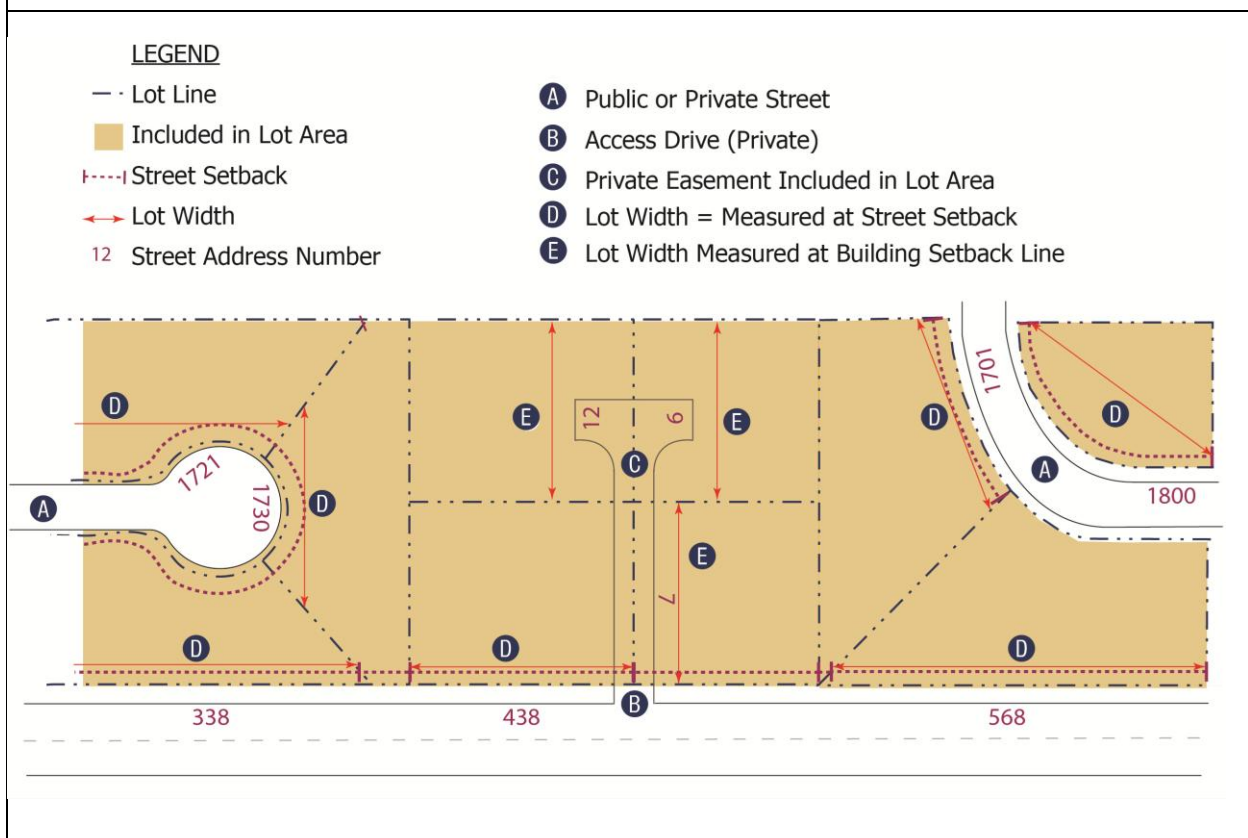 LEGEND
Lot Line
Included in Lot Area
Street Setback
Lot Width
12 Street Address Number
A Public or Private Street
B Access Drive (Private)
C Private Easement Included in Lot Area
D Lot Width = Measured at Street Setback
E Lot Width Measured at Building Setback Line
1701
D
12
6
E
E
D
D
A
C
1721
1730
D
A
1800
E
7
D
D
D
B
338
438
568